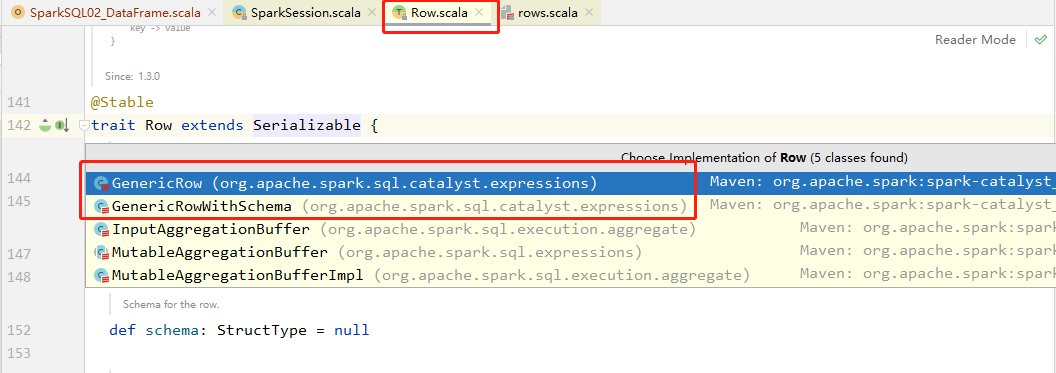 SparkSQL02_DataFrame.scala SparkSession.scala Row.scala rows.scala
key -> value
} Reader Mode
Since: 1.3.0
141 @Stable
142 trait Row extends Serializable {
Choose Implementation of Row (5 classes found)
144 GenericRow (org.apache.spark.sql.catalyst.expressions) Maven: org.apache.spark:spark-catalyst_
145 GenericRowWithSchema (org.apache.spark.sql.catalyst.expressions) Maven: org.apache.spark:spark-catalyst_
InputAggregationBuffer (org.apache.spark.sql.execution.aggregate) Maven: org.apache.spark:sp
147 MutableAggregationBuffer (org.apache.spark.sql.expressions) Maven: org.apache.spark:sp
148 MutableAggregationBufferImpl (org.apache.spark.sql.execution.aggregate) Maven: org.apache.spark:sp
Schema for the row.
152 def schema: StructType = null
153